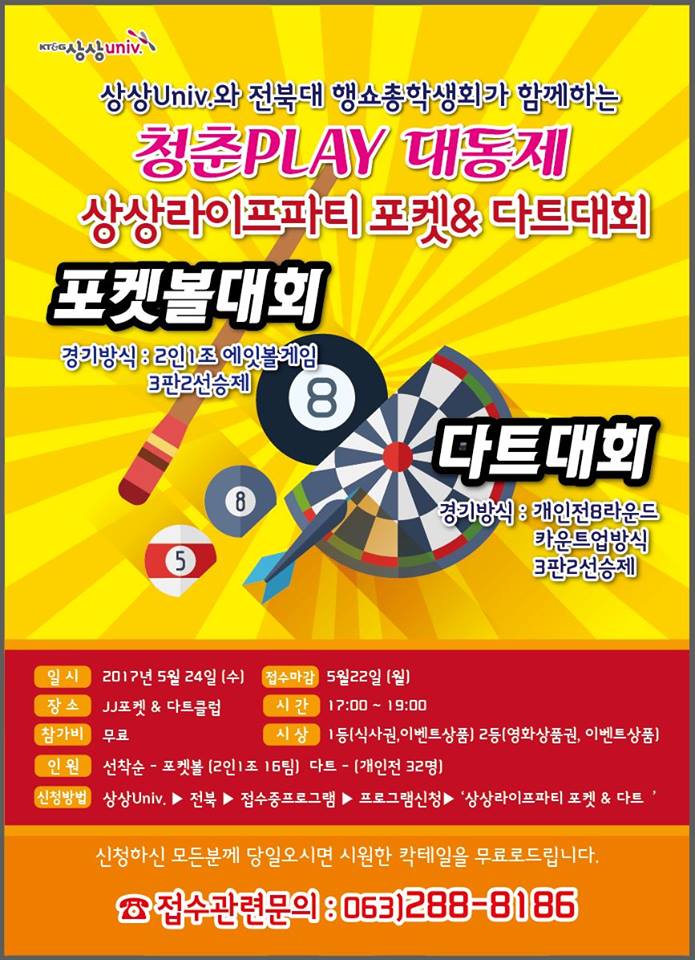 KT&G 상상univ.
상상Univ.와 전북대 행쇼총학생회가 함께하는
청춘PLAY 대동제
상상라이프파티 포켓& 다트대회
포켓볼대회
경기방식 : 2인1조 에잇볼게임
3판2선승제
8
8
5
다트대회
경기방식 : 개인전8라운드
카운트업방식
3판2선승제
일 시 2017년 5월 24일 (수) 접수마감 5월22일 (월)
장 소 JJ포켓 & 다트클럽 시 간 17:00 ~ 19:00
참가비 무료 시 상 1등(식사권,이벤트상품) 2등(영화상품권, 이벤트상품)
인 원 선착순 - 포켓볼 (2인1조 16팀) 다트 - (개인전 32명)
신청방법 상상Univ. ▶ 전북 ▶ 접수중프로그램 ▶ 프로그램신청▶ ‘상상라이프파티 포켓 & 다트 ’
신청하신 모든분께 당일오시면 시원한 칵테일을 무료로드립니다.
☎ 접수관련문의 : 063)288-8186